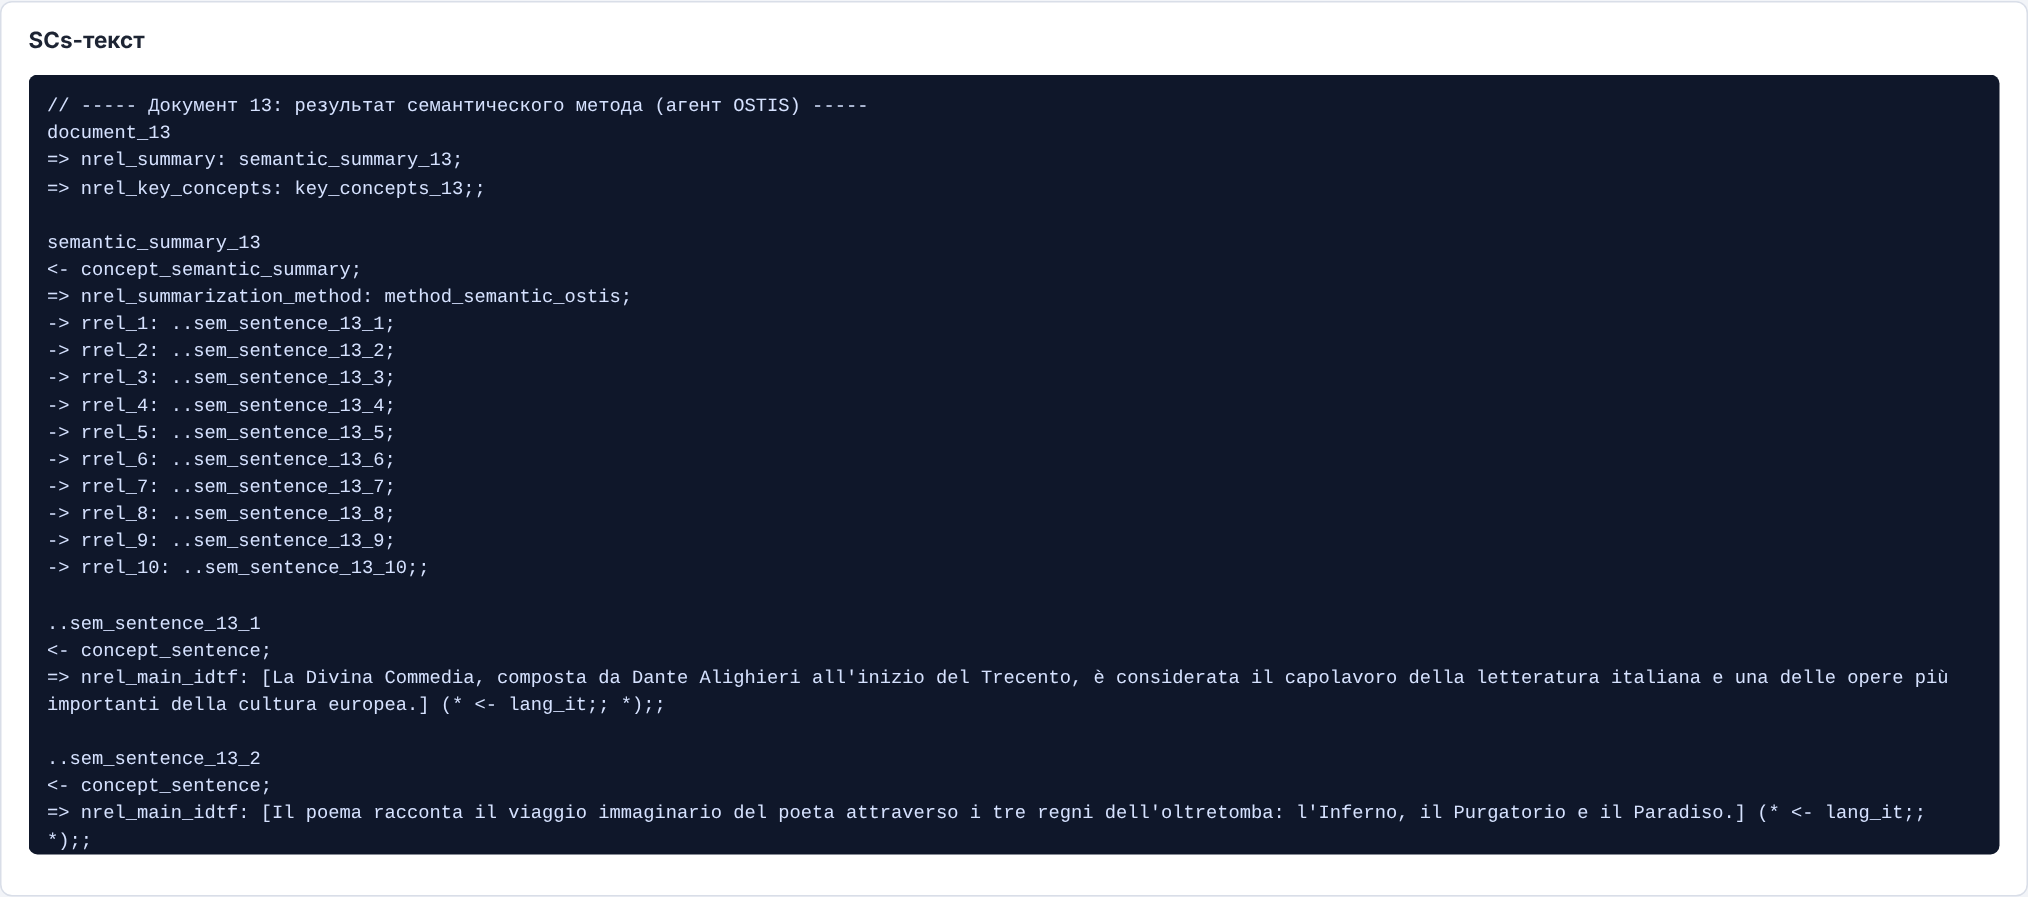 SCs-текст
// ----- Документ 13: результат семантического метода (агент OSTIS) -----
document_13
=> nrel_summary: semantic_summary_13;
=> nrel_key_concepts: key_concepts_13;;
semantic_summary_13
<- concept_semantic_summary;
=> nrel_summarization_method: method_semantic_ostis;
-> rrel_1: ..sem_sentence_13_1;
-> rrel_2: ..sem_sentence_13_2;
-> rrel_3: ..sem_sentence_13_3;
-> rrel_4: ..sem_sentence_13_4;
-> rrel_5: ..sem_sentence_13_5;
-> rrel_6: ..sem_sentence_13_6;
-> rrel_7: ..sem_sentence_13_7;
-> rrel_8: ..sem_sentence_13_8;
-> rrel_9: ..sem_sentence_13_9;
-> rrel_10: ..sem_sentence_13_10;;
..sem_sentence_13_1
<- concept_sentence;
=> nrel_main_idtf: [La Divina Commedia, composta da Dante Alighieri all'inizio del Trecento, è considerata il capolavoro della letteratura italiana e una delle opere più
importanti della cultura europea.] (* <- lang_it;; *);;
..sem_sentence_13_2
<- concept_sentence;
=> nrel_main_idtf: [Il poema racconta il viaggio immaginario del poeta attraverso i tre regni dell'oltretomba: l'Inferno, il Purgatorio e il Paradiso.] (* <- lang_it;;
*);;